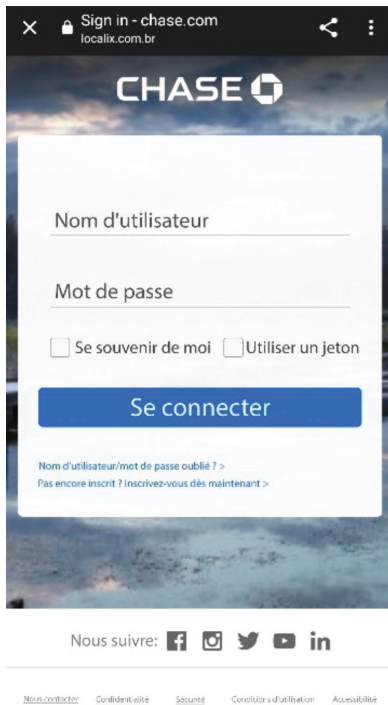 Sign in - chase.com
localix.com.br
CHASE
Nom d'utilisateur
Mot de passe
Se souvenir de moi Utiliser un jeton
Se connecter
Nom d'utilisateur/mot de passe oublié ? >
Pas encore inscrit ? Inscrivez-vous dès maintenant >
Nous suivre:
Nous contacter Confidentialité Sécurité Conditions d'utilisation Accessibilité